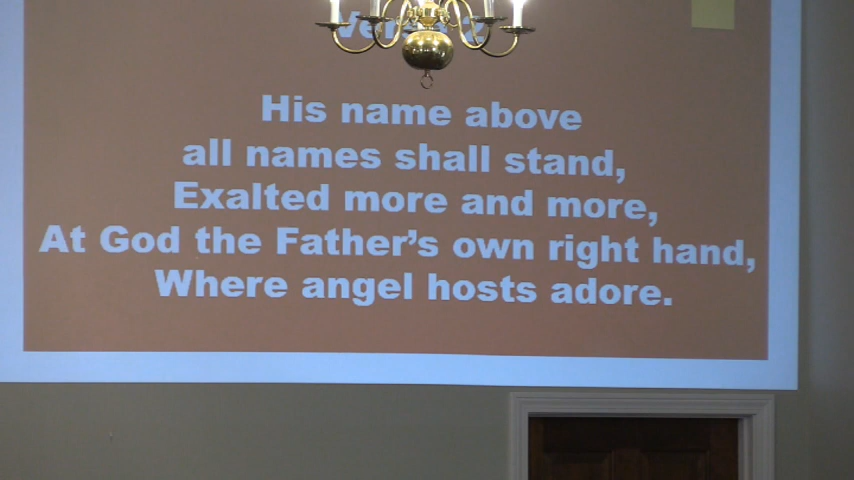 His name above
all names shall stand,
Exalted more and more,
At God the Father’s own right hand,
Where angel hosts adore.